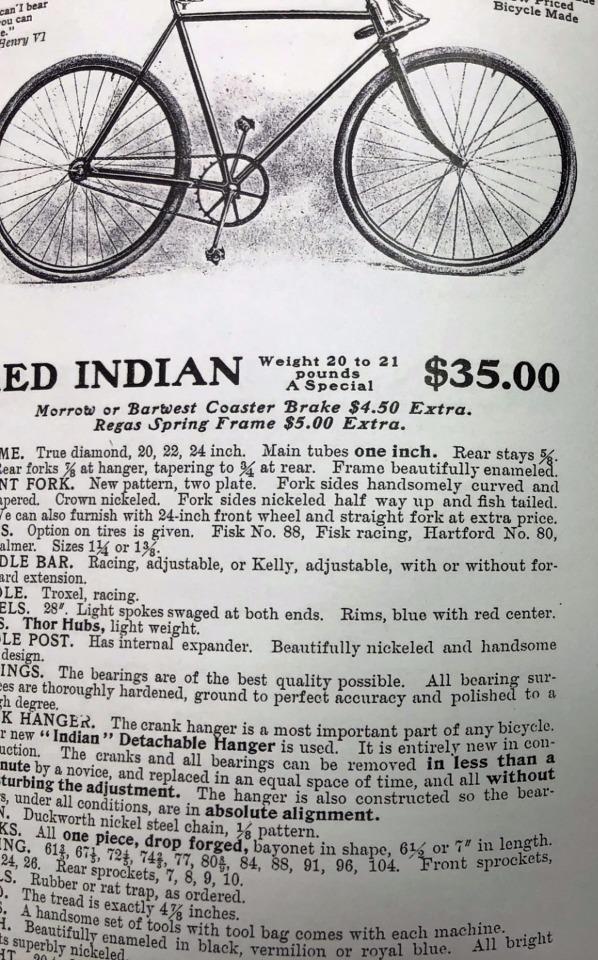 can't bear
you can
e."
Henry VI
Priced
Bicycle Made
ED INDIAN Weight 20 to 21 pounds A Special $35.00
Morrow or Barwest Coaster Brake $4.50 Extra.
Regas Spring Frame $5.00 Extra.
ME. True diamond, 20, 22, 24 inch. Main tubes one inch. Rear stays ⅝.
Rear forks ⅞ at hanger, tapering to ¾ at rear. Frame beautifully enameled.
NT FORK. New pattern, two plate. Fork sides handsomely curved and
apered. Crown nickeled. Fork sides nickeled half way up and fish tailed.
We can also furnish with 24-inch front wheel and straight fork at extra price.
S. Option on tires is given. Fisk No. 88, Fisk racing, Hartford No. 80,
almer. Sizes 1¼ or 1⅜.
DLE BAR. Racing, adjustable, or Kelly, adjustable, with or without for-
ard extension.
DLE. Troxel, racing.
ELS. 28″. Light spokes swaged at both ends. Rims, blue with red center.
S. Thor Hubs, light weight.
LE POST. Has internal expander. Beautifully nickeled and handsome
design.
INGS. The bearings are of the best quality possible. All bearing sur-
es are thoroughly hardened, ground to perfect accuracy and polished to a
gh degree.
K HANGER. The crank hanger is a most important part of any bicycle.
r new "Indian" Detachable Hanger is used. It is entirely new in con-
uction. The cranks and all bearings can be removed in less than a
nute by a novice, and replaced in an equal space of time, and all without
sturbing the adjustment. The hanger is also constructed so the bear-
s, under all conditions, are in absolute alignment.
N. Duckworth nickel steel chain, ⅛ pattern.
KS. All one piece, drop forged, bayonet in shape, 6½ or 7″ in length.
ING. 77, 84, 88, 91, 96, 104. Front sprockets,
24, 26. Rear sprockets, 7, 8, 9, 10.
LS. Rubber or rat trap, as ordered.
D. The tread is exactly 4⅞ inches.
S. A handsome set of tools with tool bag comes with each machine.
H. Beautifully enameled in black, vermilion or royal blue. All bright
ts superbly nickeled.